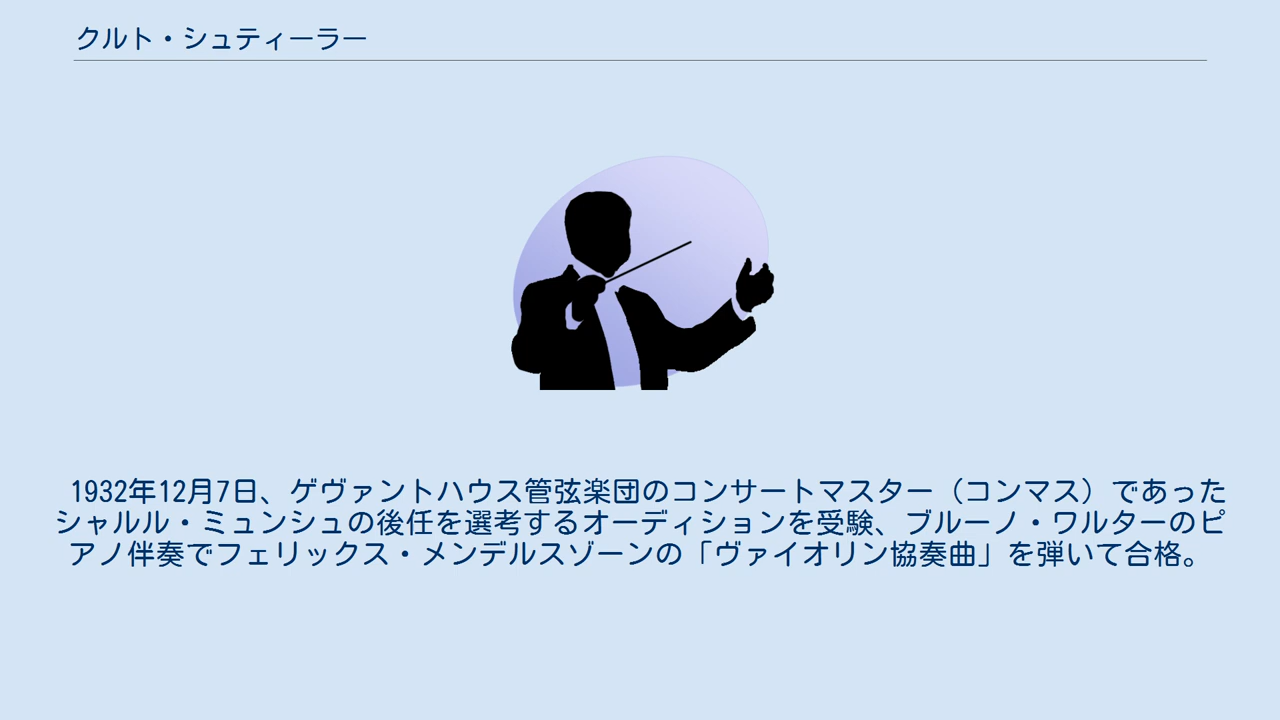 クルト・シュティーラー
1932年12月7日、ゲヴァントハウス管弦楽団のコンサートマスター（コンマス）であった
シャルル・ミュンシュの後任を選考するオーディションを受験、ブルーノ・ワルターのピ
アノ伴奏でフェリックス・メンデルスゾーンの「ヴァイオリン協奏曲」を弾いて合格。